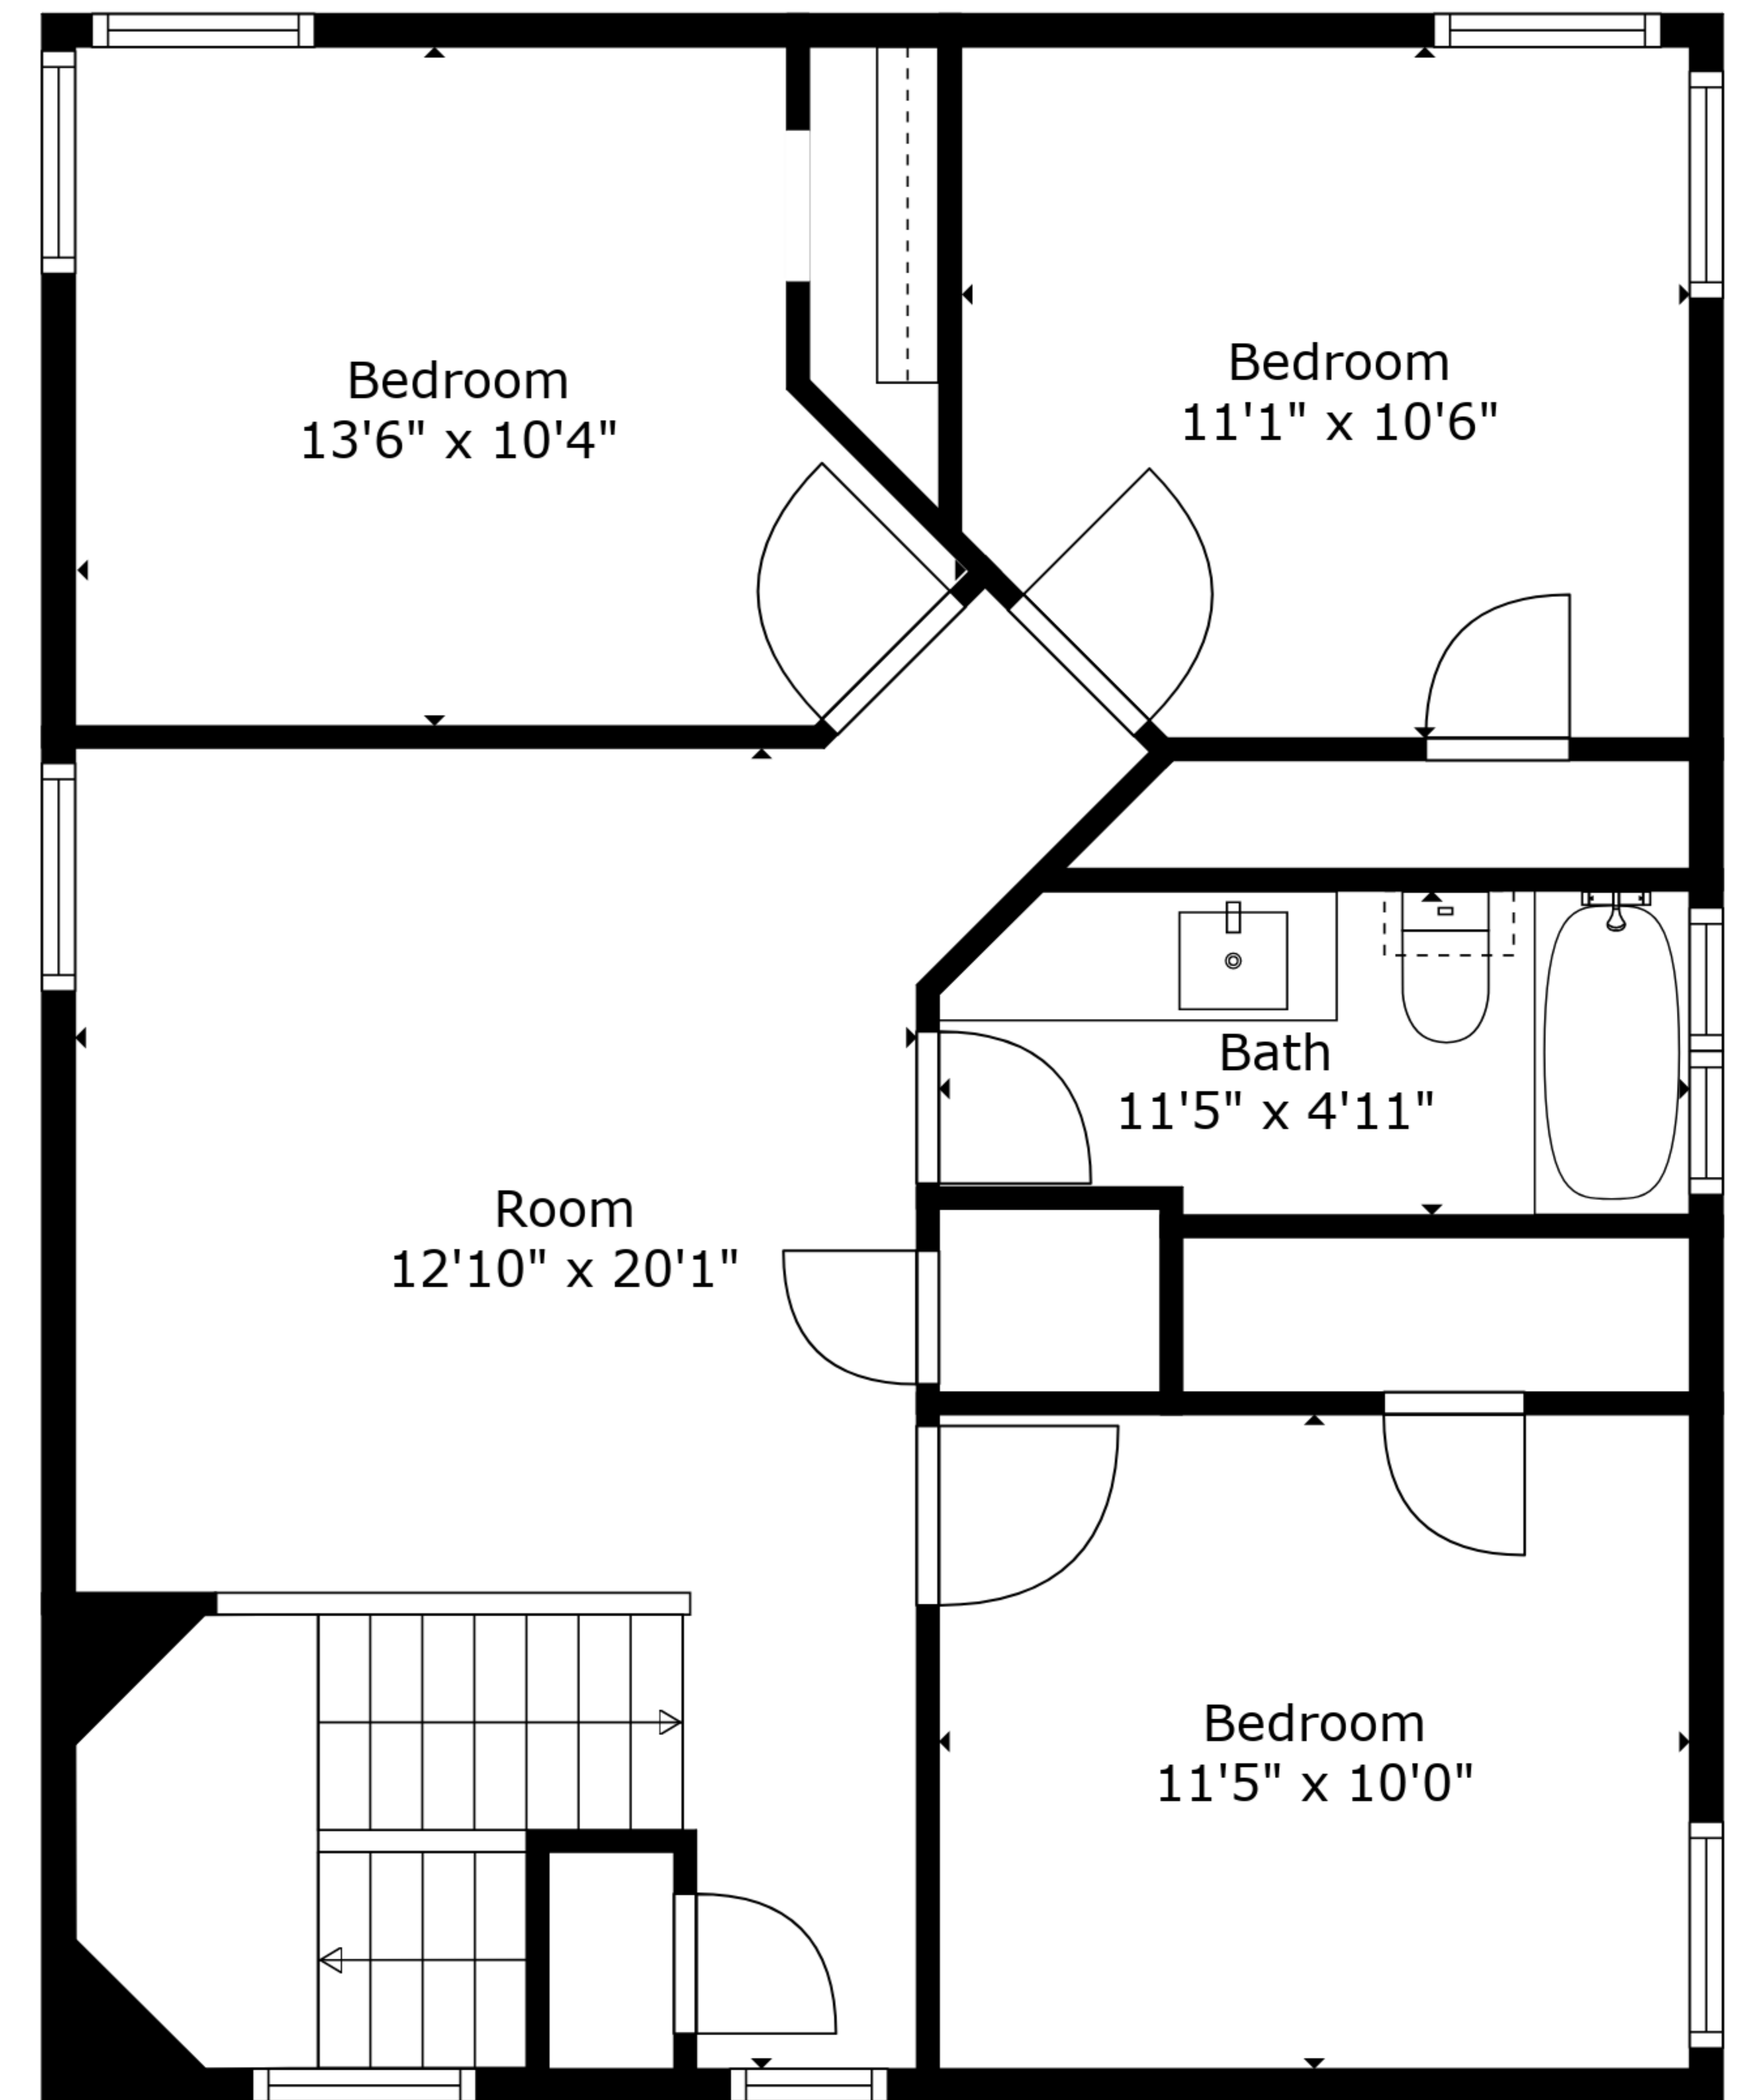 Bedroom
13'6" x 10'4"
Bedroom
11'1" x 10'6"
Bath
11'5" x 4'11"
Room
12'10" x 20'1"
Bedroom
11'5" x 10'0"